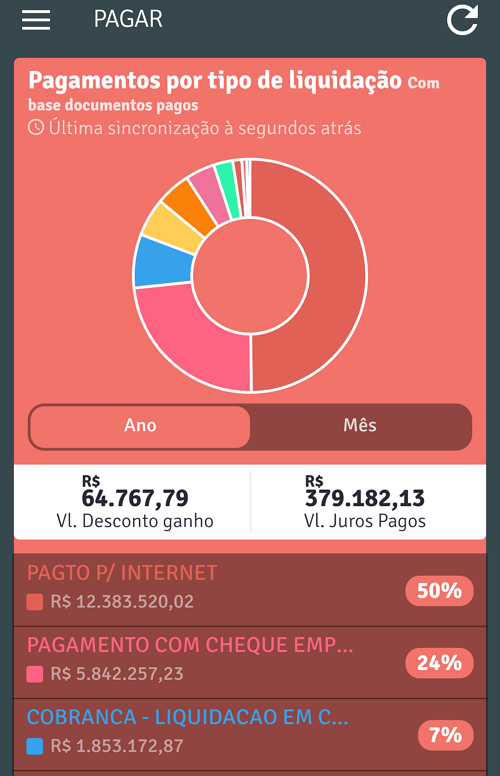 PAGAR
Pagamentos por tipo de liquidação Com
base documentos pagos
Última sincronização à segundos atrás
Ano
Mês
R$
64.767,79
Vl. Desconto ganho
R$
379.182,13
Vl. Juros Pagos
PAGTO P/ INTERNET
R$ 12.383.520,02
50%
PAGAMENTO COM CHEQUE EMP...
R$ 5.842.257,23
24%
COBRANCA - LIQUIDACAO EM C...
R$ 1.853.172,87
7%